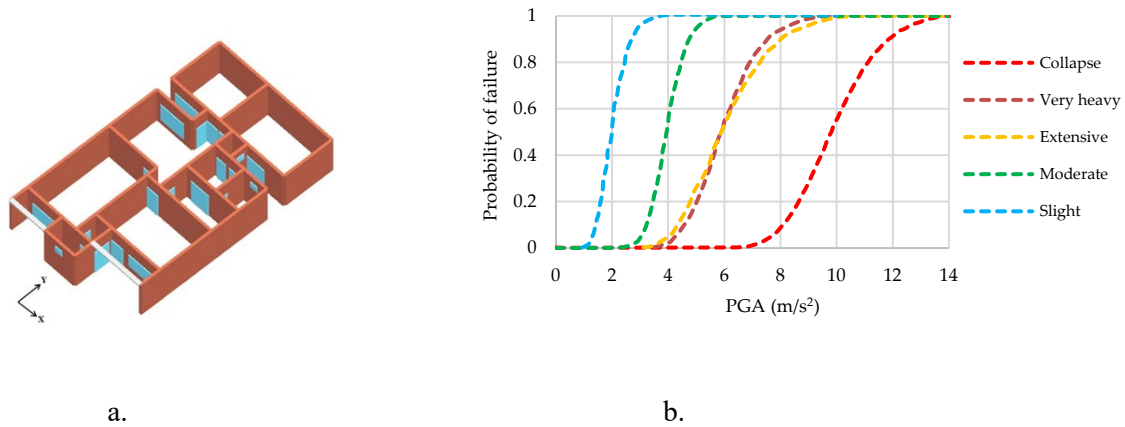 Y
X
a.
Probability of failure
1
0.8
0.6
0.4
0.2
0
0 2 4 6 8 10 12 14
PGA (m/s²)
Collapse
Very heavy
Extensive
Moderate
Slight
b.